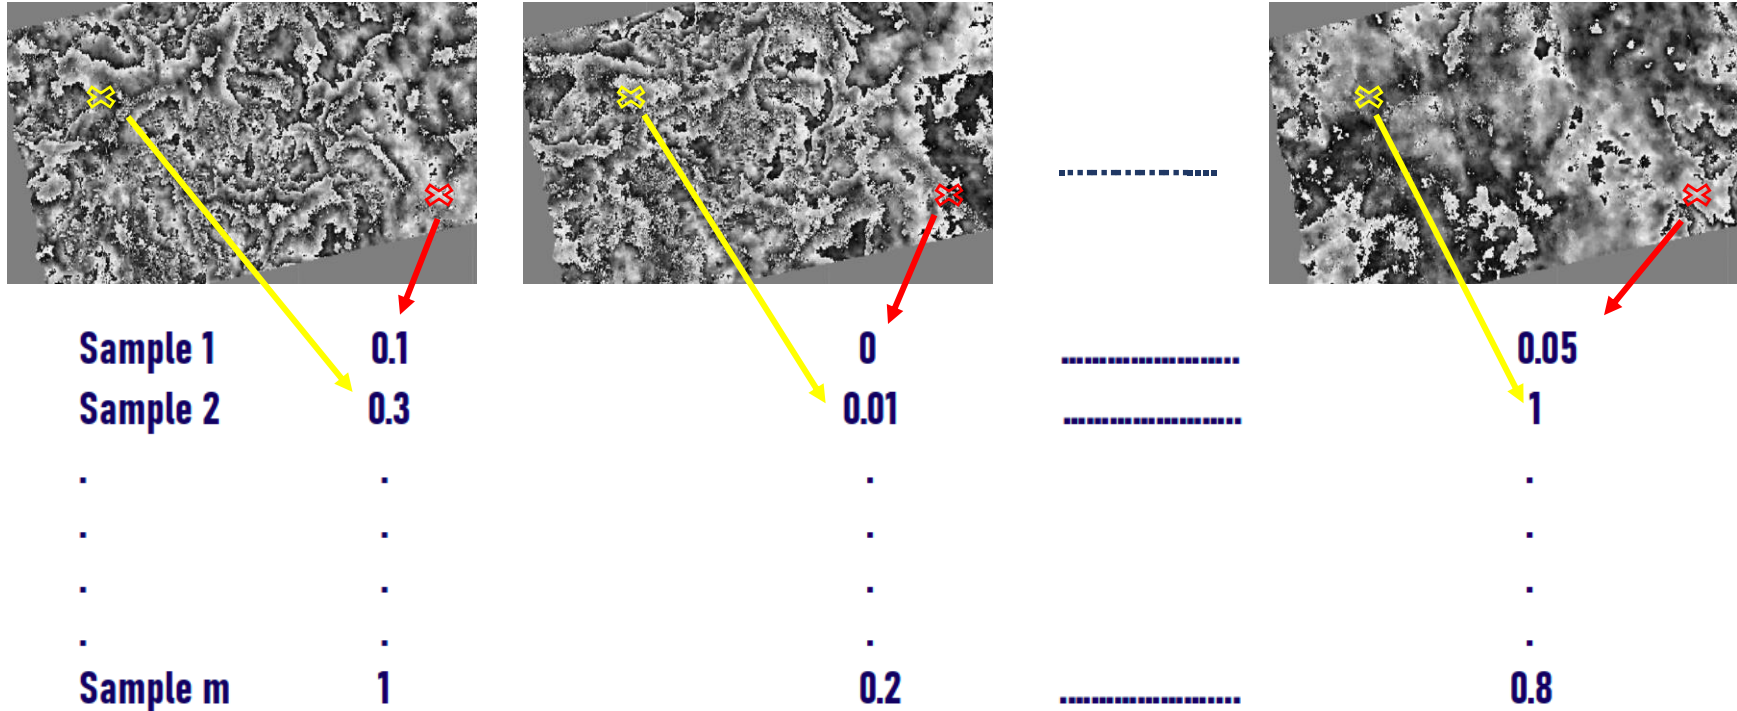 Sample 1 0.1 0 ........................ 0.05
Sample 2 0.3 0.01 ........................ 1
. . . .
. . . .
. . . .
. . . .
Sample m 1 0.2 ........................ 0.8